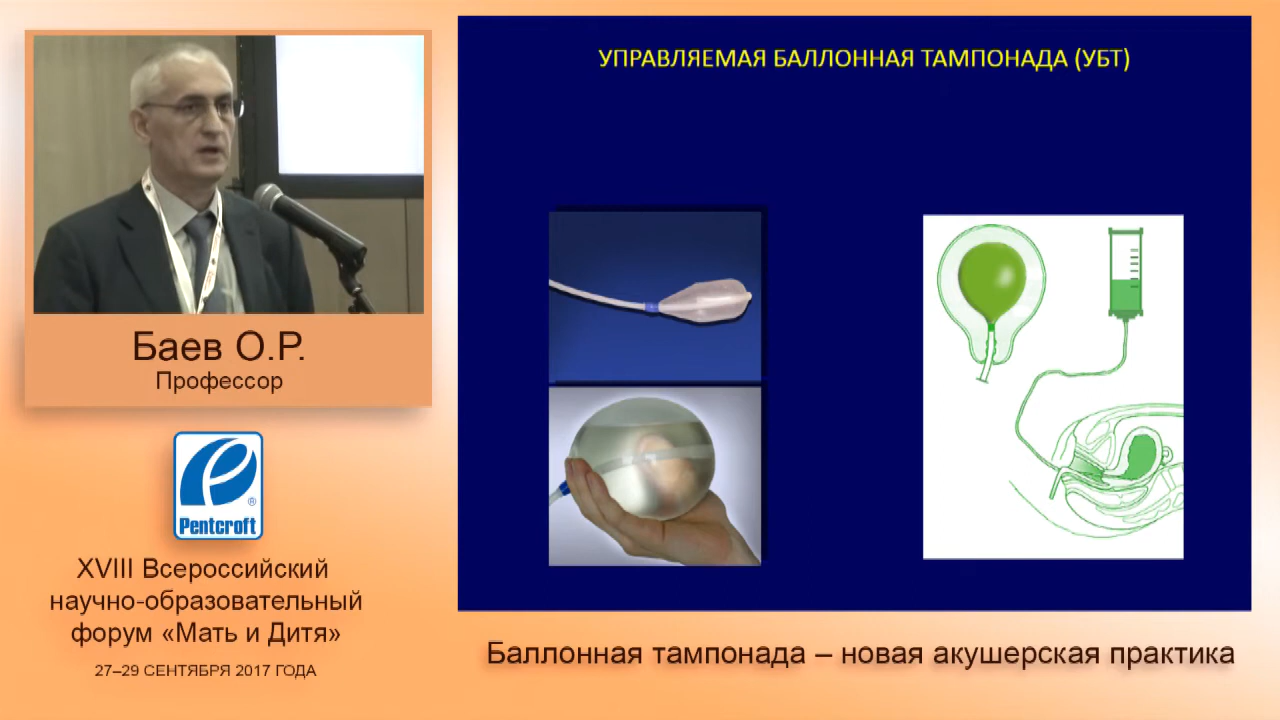 УПРАВЛЯЕМАЯ БАЛЛОННАЯ ТАМПОНАДА (УБТ)
Баев О.Р.
Профессор
Pentcroft
®
XVIII Всероссийский
научно-образовательный
форум «Мать и Дитя»
27–29 СЕНТЯБРЯ 2017 ГОДА
Баллонная тампонада – новая акушерская практика